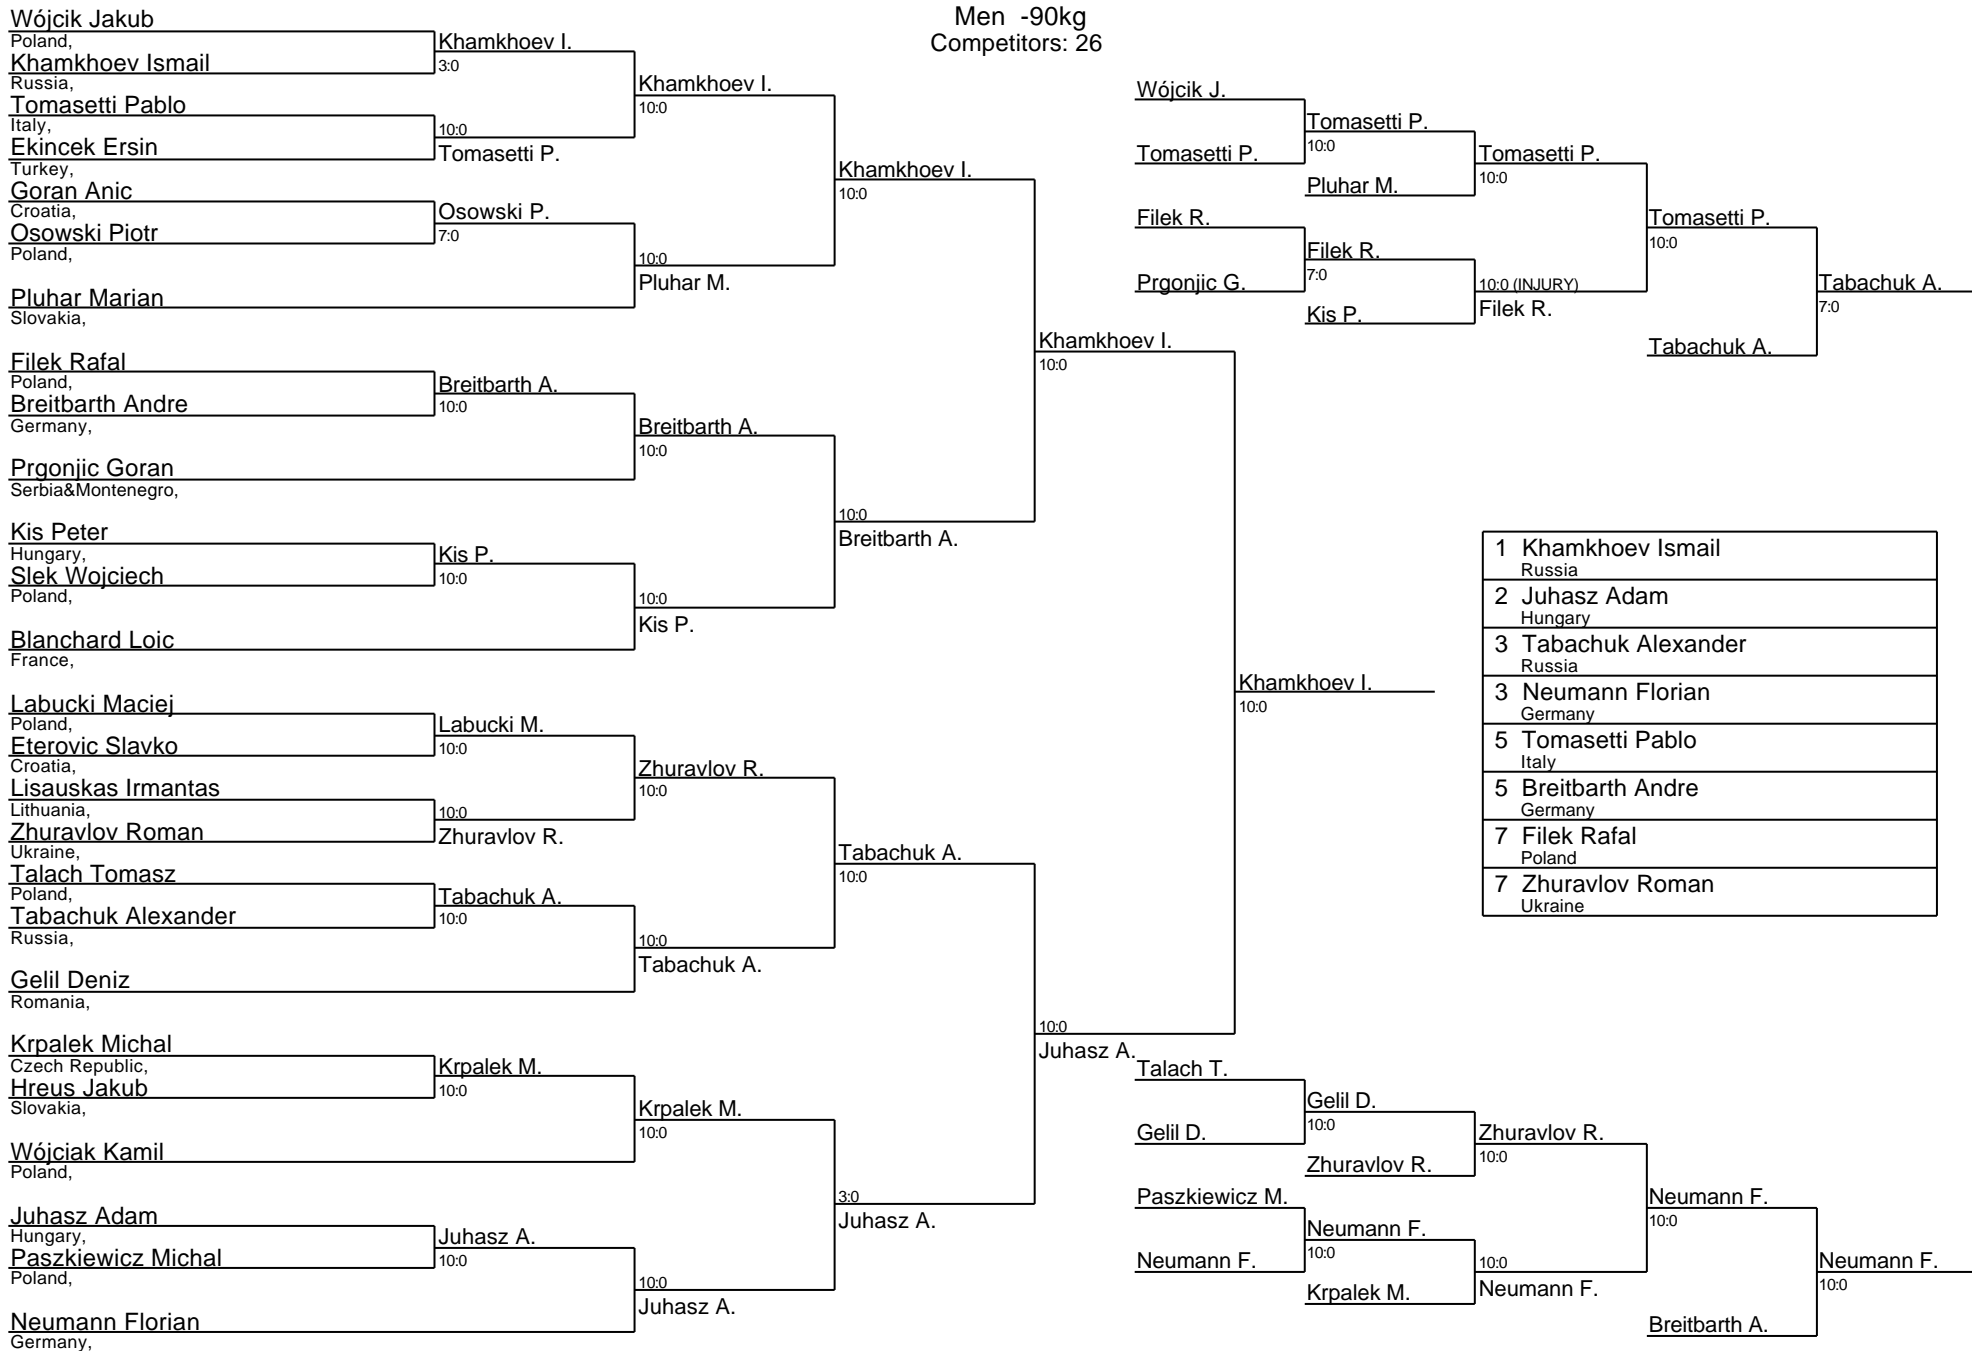 Men -90kg
Competitors: 26
Wójcik Jakub
Poland,
Khamkhoev Ismail
Russia,
Tomasetti Pablo
Italy,
Ekincek Ersin
Turkey,
Goran Anic
Croatia,
Osowski Piotr
Poland,
Pluhar Marian
Slovakia,
Filek Rafal
Poland,
Breitbarth Andre
Germany,
Prgonjic Goran
Serbia&Montenegro,
Kis Peter
Hungary,
Slek Wojciech
Poland,
Blanchard Loic
France,
Labucki Maciej
Poland,
Eterovic Slavko
Croatia,
Lisauskas Irmantas
Lithuania,
Zhuravlov Roman
Ukraine,
Talach Tomasz
Poland,
Tabachuk Alexander
Russia,
Gelil Deniz
Romania,
Krpalek Michal
Czech Republic,
Hreus Jakub
Slovakia,
Wójciak Kamil
Poland,
Juhasz Adam
Hungary,
Paszkiewicz Michal
Poland,
Neumann Florian
Germany,
Khamkhoev I.
3:0
10:0
Tomasetti P.
Osowski P.
7:0
Breitbarth A.
10:0
Kis P.
10:0
Labucki M.
10:0
10:0
Zhuravlov R.
Tabachuk A.
10:0
Krpalek M.
10:0
Juhasz A.
10:0
Khamkhoev I.
10:0
10:0
Pluhar M.
Breitbarth A.
10:0
10:0
Kis P.
Zhuravlov R.
10:0
10:0
Tabachuk A.
Krpalek M.
10:0
10:0
Juhasz A.
Khamkhoev I.
10:0
10:0
Breitbarth A.
Tabachuk A.
10:0
3:0
Juhasz A.
Khamkhoev I.
10:0
10:0
Juhasz A.
Khamkhoev I.
10:0
Wójcik J.
Tomasetti P.
Filek R.
Prgonjic G.
Tomasetti P.
10:0
Pluhar M.
Filek R.
7:0
Kis P.
Tomasetti P.
10:0
10:0 (INJURY)
Filek R.
Tomasetti P.
10:0
Tabachuk A.
Tabachuk A.
7:0
1 Khamkhoev Ismail
Russia
2 Juhasz Adam
Hungary
3 Tabachuk Alexander
Russia
3 Neumann Florian
Germany
5 Tomasetti Pablo
Italy
5 Breitbarth Andre
Germany
7 Filek Rafal
Poland
7 Zhuravlov Roman
Ukraine
Talach T.
Gelil D.
Paszkiewicz M.
Neumann F.
Gelil D.
10:0
Zhuravlov R.
Neumann F.
10:0
Krpalek M.
Zhuravlov R.
10:0
10:0
Neumann F.
Neumann F.
10:0
Breitbarth A.
Neumann F.
10:0